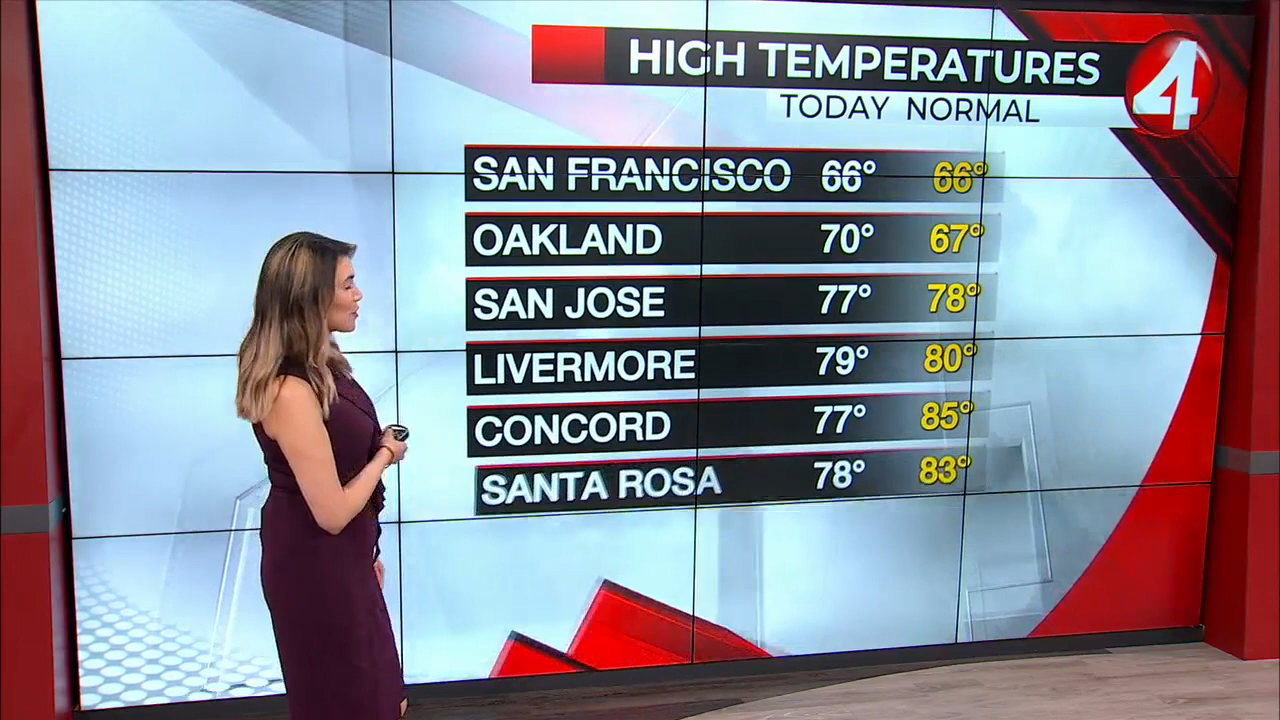 HIGH TEMPERATURES
4
TODAY NORMAL
SAN FRANCISCO 66° 66°
OAKLAND 70° 67°
SAN JOSE 77° 78°
LIVERMORE 79° 80°
CONCORD 77° 85°
SANTA ROSA 78° 83°